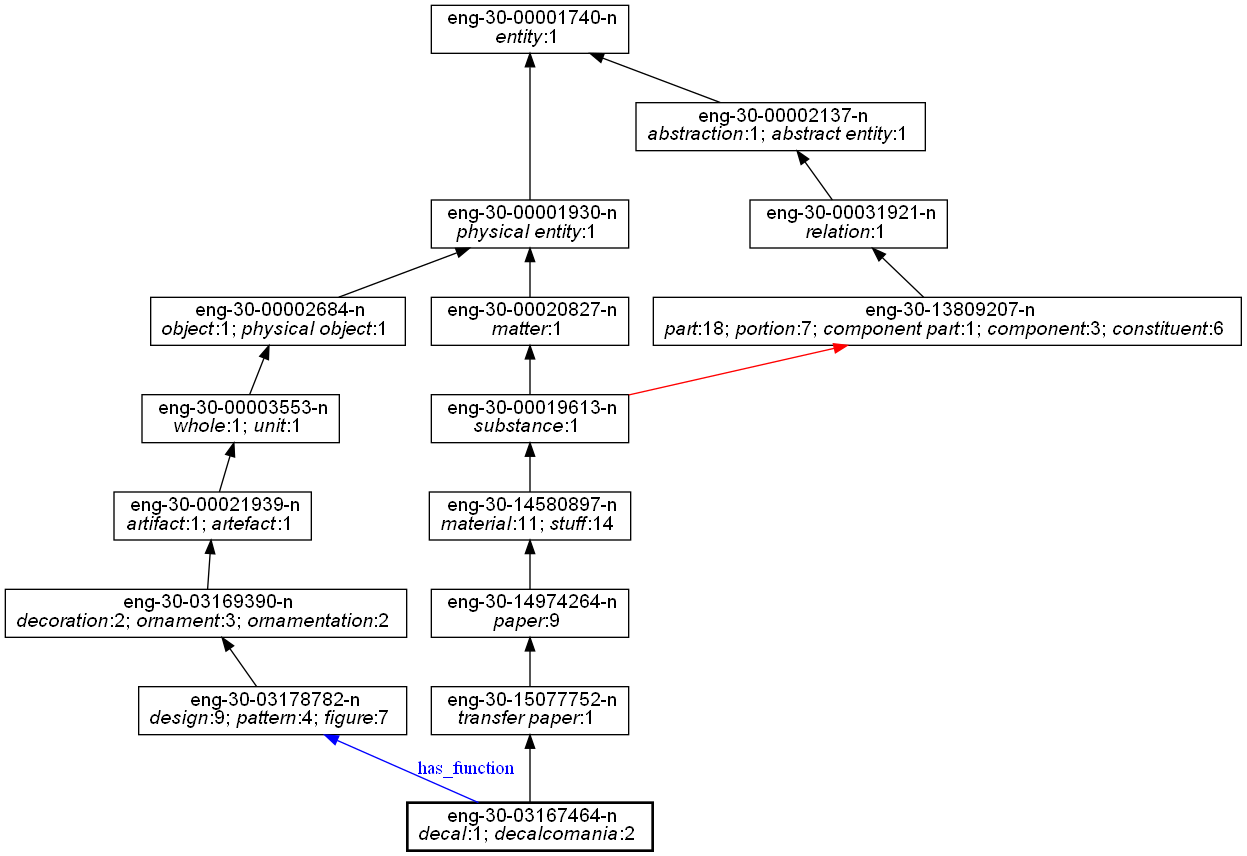 eng-30-00001740-n
entity:1
eng-30-00002137-n
abstraction:1; abstract entity:1
eng-30-00001930-n
physical entity:1
eng-30-00031921-n
relation:1
eng-30-00002684-n
object:1; physical object:1
eng-30-00020827-n
matter:1
eng-30-13809207-n
part:18; portion:7; component part:1; component:3; constituent:6
eng-30-00003553-n
whole:1; unit:1
eng-30-00019613-n
substance:1
eng-30-00021939-n
artifact:1; artefact:1
eng-30-14580897-n
material:11; stuff:14
eng-30-03169390-n
decoration:2; ornament:3; ornamentation:2
eng-30-14974264-n
paper:9
eng-30-03178782-n
design:9; pattern:4; figure:7
eng-30-15077752-n
transfer paper:1
has_function
eng-30-03167464-n
decal:1; decalcomania:2